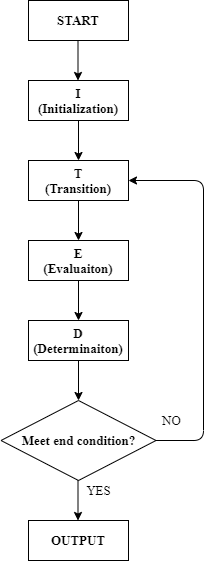 START
I
(Initialization)
T
(Transition)
E
(Evaluaiton)
D
(Determinaiton)
Meet end condition?
NO
YES
OUTPUT